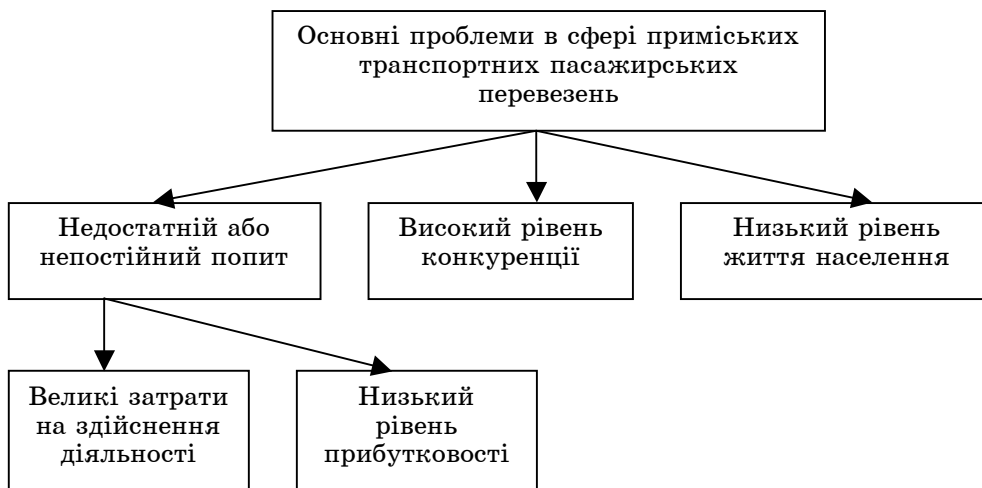 Основні проблеми в сфері приміських
транспортних пасажирських
перевезень
Недостатній або
непостійний попит
Високий рівень
конкуренції
Низький рівень
життя населення
Великі затрати
на здійснення
діяльності
Низький
рівень
прибутковості